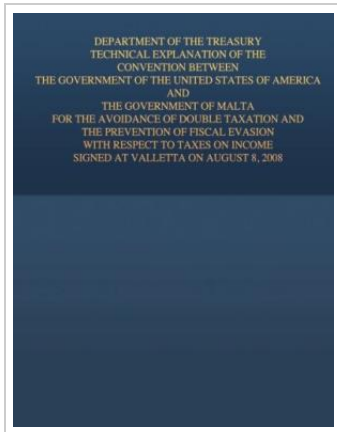 DEPARTMENT OF THE TREASURY
TECHNICAL EXPLANATION OF THE
CONVENTION BETWEEN
THE GOVERNMENT OF THE UNITED STATES OF AMERICA
AND
THE GOVERNMENT OF MALTA
FOR THE AVOIDANCE OF DOUBLE TAXATION AND
THE PREVENTION OF FISCAL EVASION
WITH RESPECT TO TAXES ON INCOME
SIGNED AT VALLETTA ON AUGUST 8, 2008